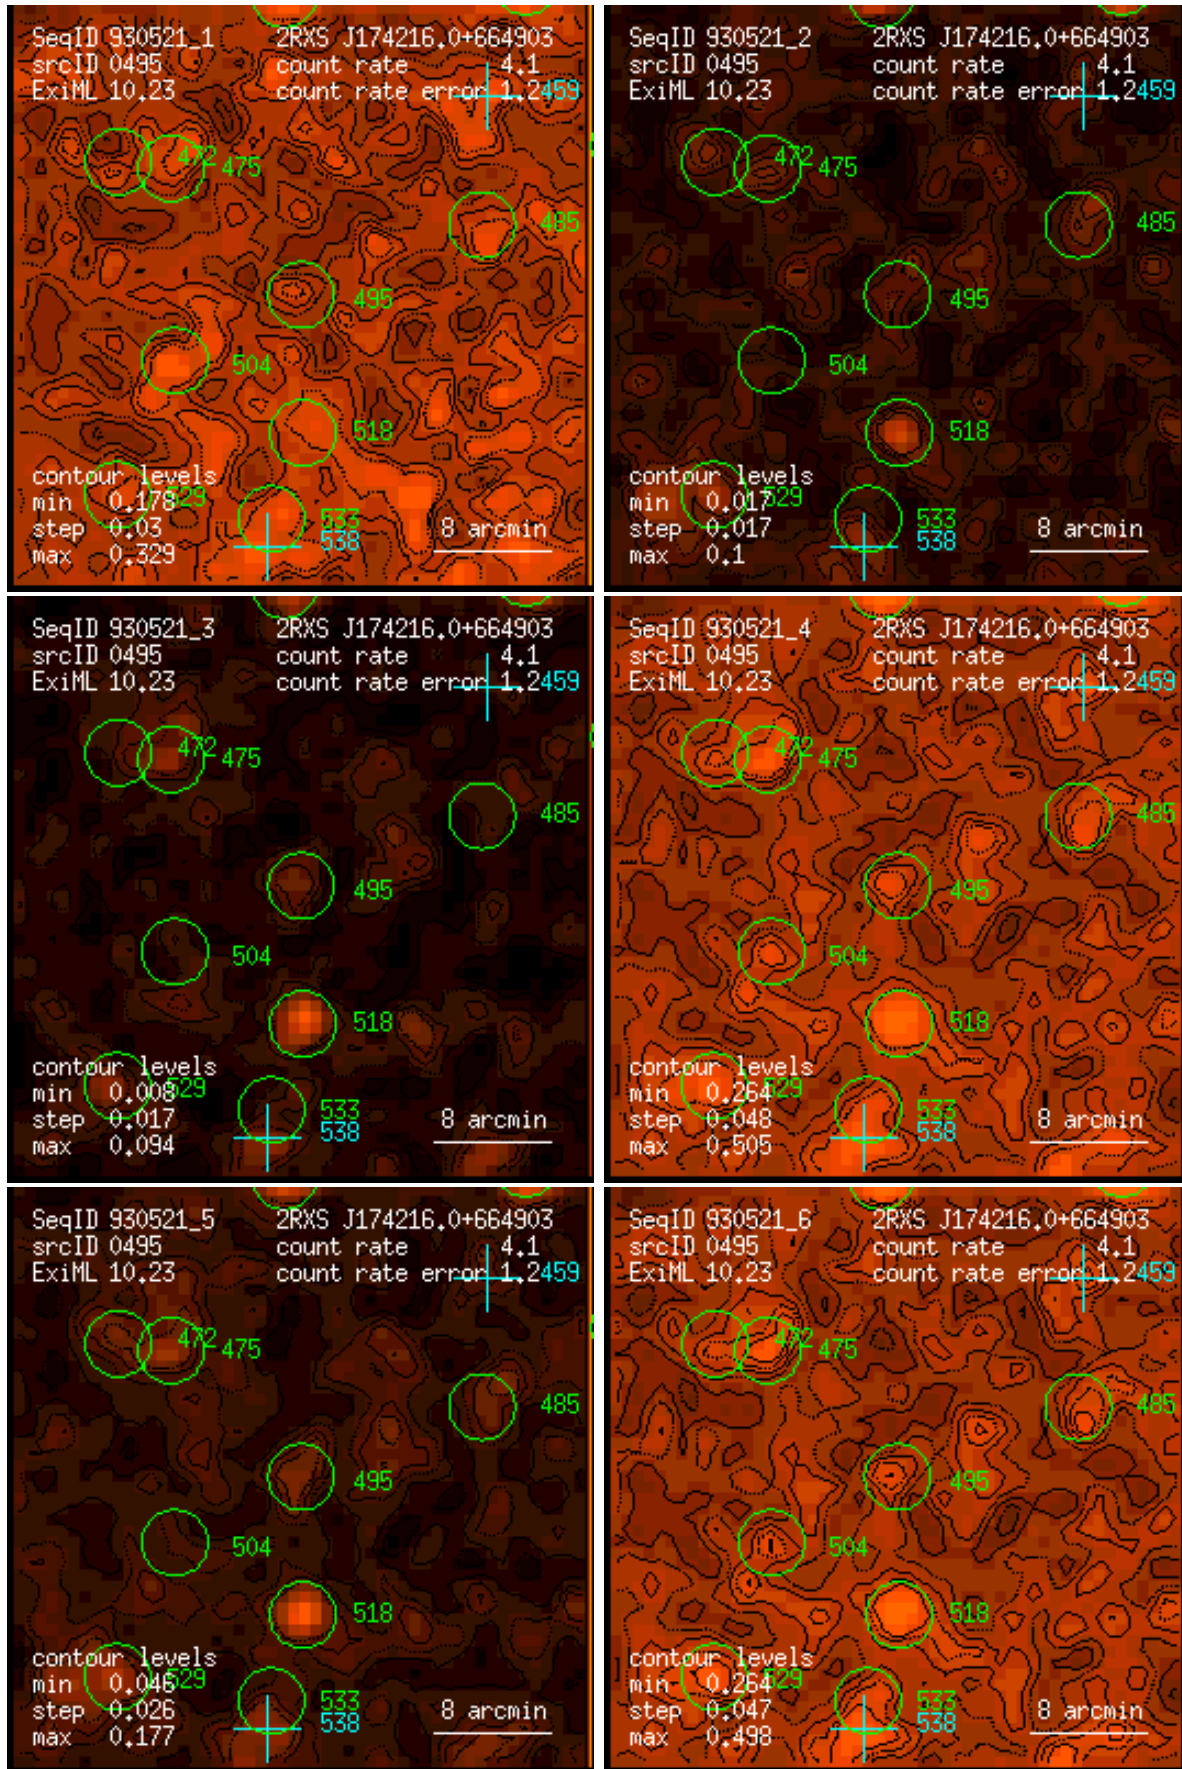 SeqID 930521_1 2RXS J174216.0+664903
srcID 0495 count rate 4.1
ExiML 10.23 count rate error 1.2 459
472 475
485
495
504
518
contour levels
min 0.178 529
step 0.03 533 8 arcmin
max 0.329 538
SeqID 930521_2 2RXS J174216.0+664903
srcID 0495 count rate 4.1
ExiML 10.23 count rate error 1.2 459
472 475
485
495
504
518
contour levels
min 0.017 529
step 0.017 533 8 arcmin
max 0.1 538
SeqID 930521_3 2RXS J174216.0+664903
srcID 0495 count rate 4.1
ExiML 10.23 count rate error 1.2 459
472 475
485
495
504
518
contour levels
min 0.008 529
step 0.017 533 8 arcmin
max 0.094 538
SeqID 930521_4 2RXS J174216.0+664903
srcID 0495 count rate 4.1
ExiML 10.23 count rate error 1.2 459
472 475
485
495
504
518
contour levels
min 0.264 529
step 0.048 533 8 arcmin
max 0.505 538
SeqID 930521_5 2RXS J174216.0+664903
srcID 0495 count rate 4.1
ExiML 10.23 count rate error 1.2 459
472 475
485
495
504
518
contour levels
min 0.046 529
step 0.026 533 8 arcmin
max 0.177 538
SeqID 930521_6 2RXS J174216.0+664903
srcID 0495 count rate 4.1
ExiML 10.23 count rate error 1.2 459
472 475
485
495
504
518
contour levels
min 0.264 529
step 0.047 533 8 arcmin
max 0.498 538